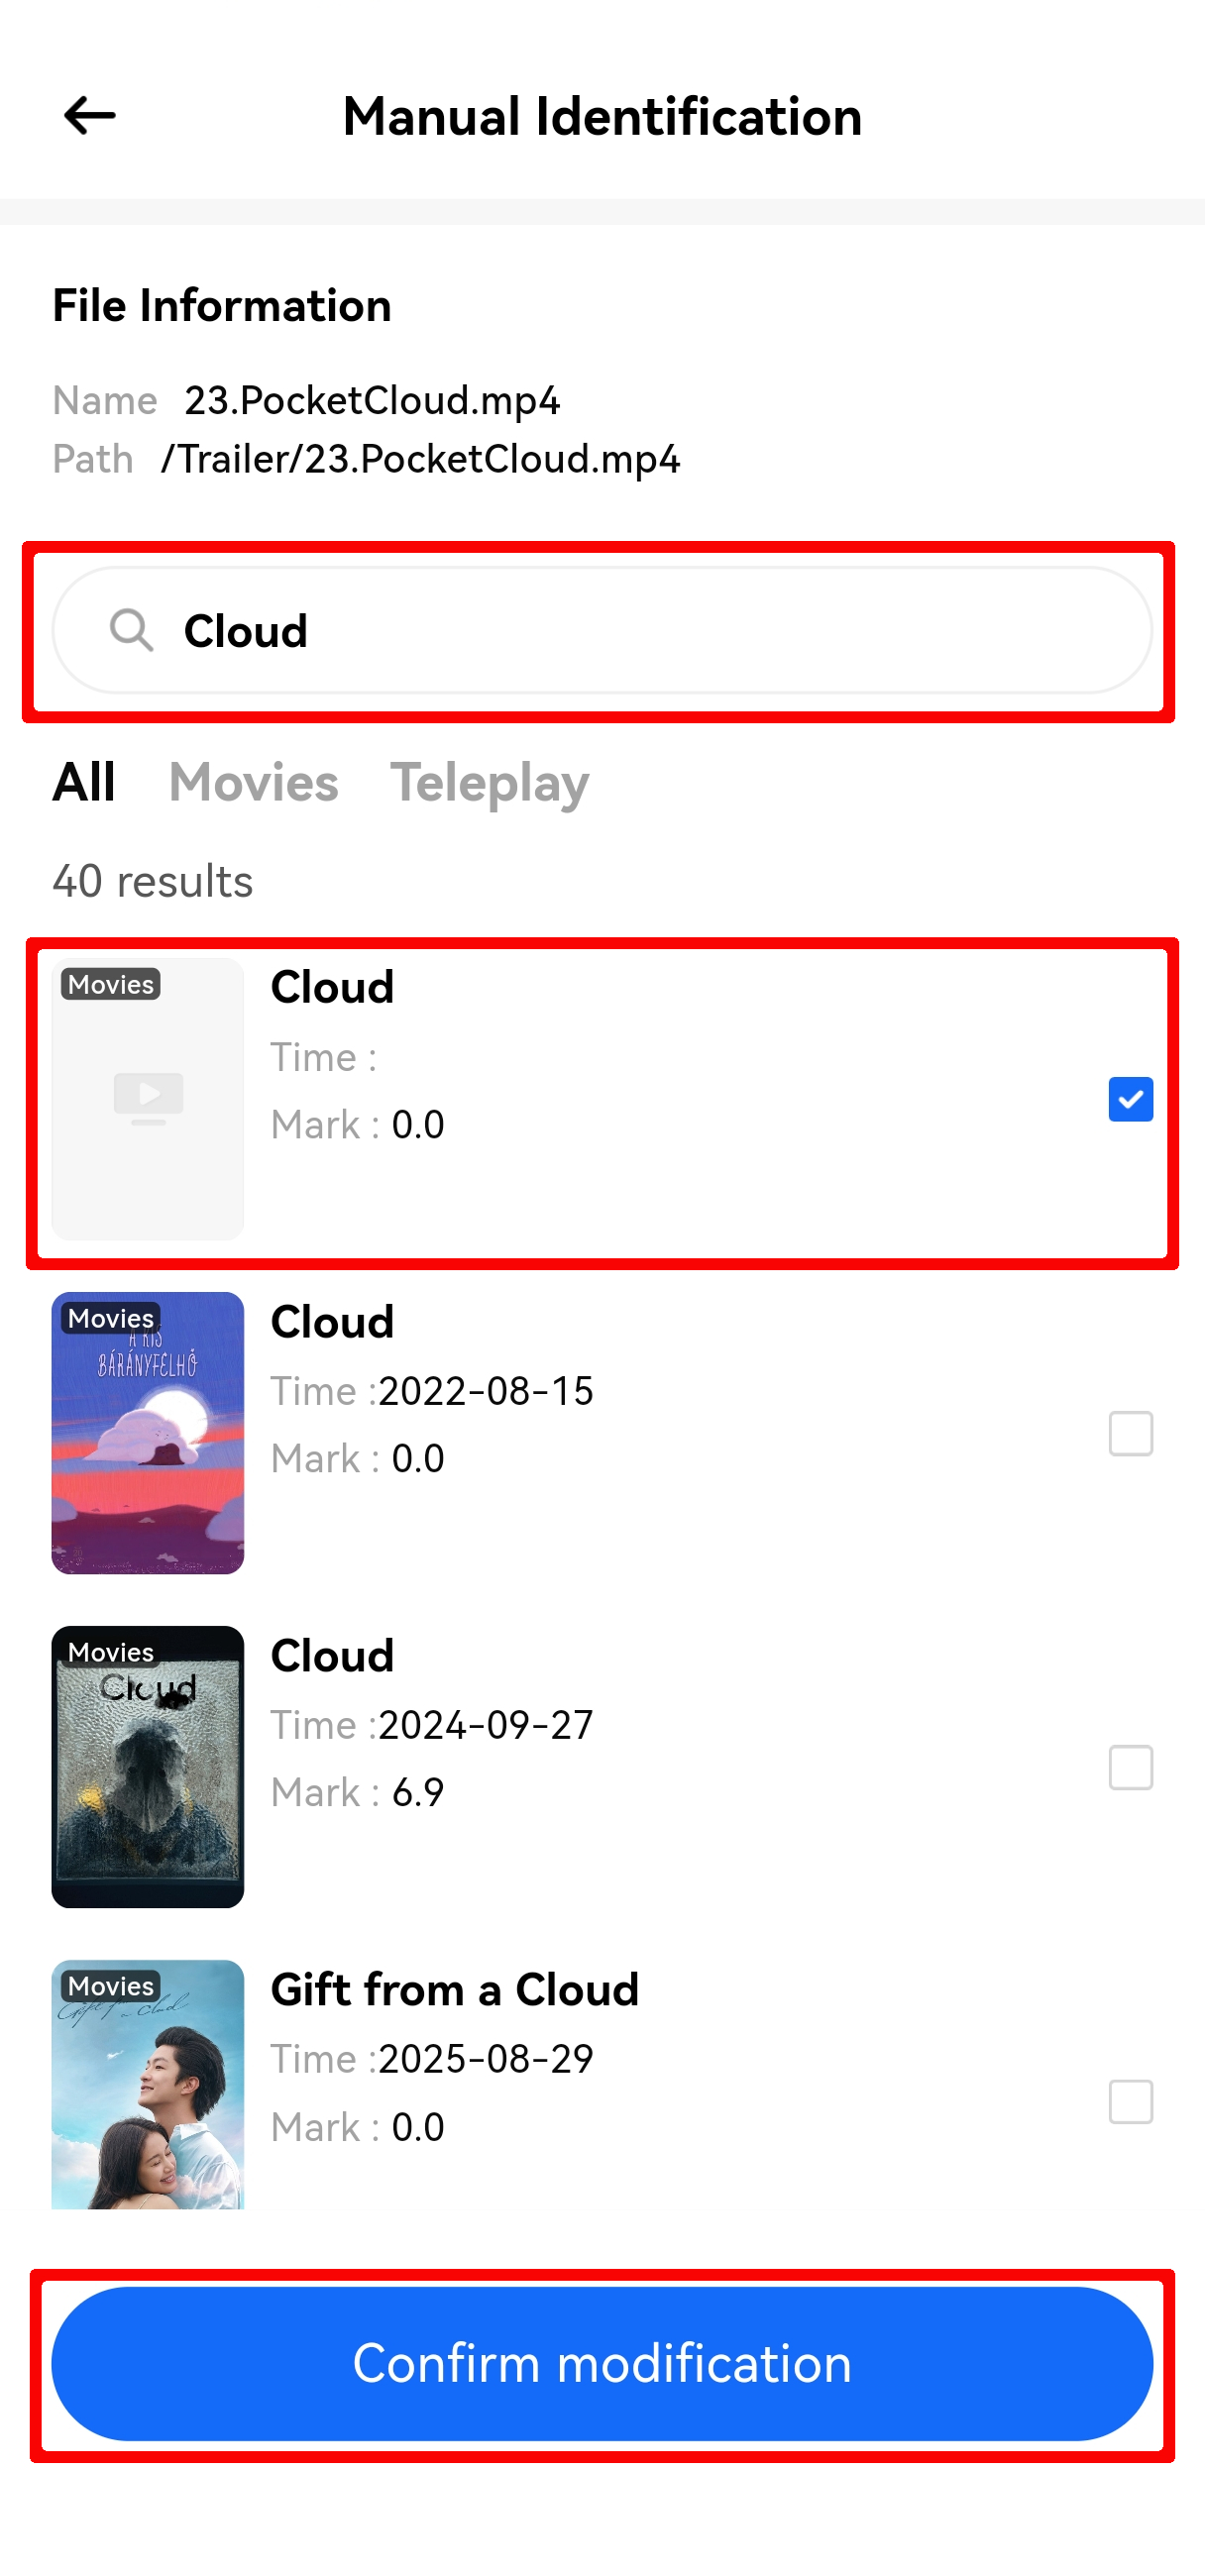 Manual Identification
File Information
Name 23.PocketCloud.mp4
Path /Trailer/23.PocketCloud.mp4
Cloud
All Movies Teleplay
40 results
Movies
Cloud
Time :
Mark : 0.0
Movies
A KIS
BÁRÁNYFELHŐ
Cloud
Time :2022-08-15
Mark : 0.0
Movies
Cloud
Cloud
Time :2024-09-27
Mark : 6.9
Movies
Gift from a Cloud
Gift from a Cloud
Time :2025-08-29
Mark : 0.0
Confirm modification